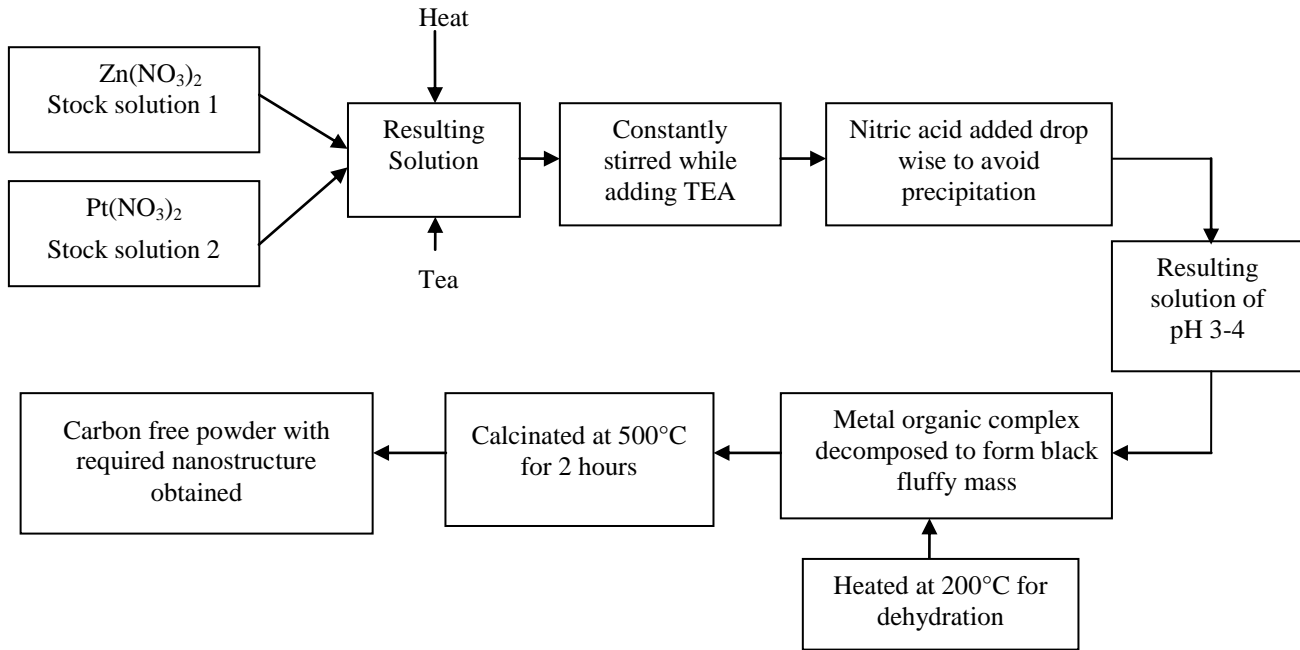 Heat
Zn(NO₃)₂
Stock solution 1
Pt(NO₃)₂
Stock solution 2
Resulting
Solution
Tea
Constantly
stirred while
adding TEA
Nitric acid added drop
wise to avoid
precipitation
Resulting
solution of
pH 3-4
Metal organic complex
decomposed to form black
fluffy mass
Heated at 200°C for
dehydration
Calcinated at 500°C
for 2 hours
Carbon free powder with
required nanostructure
obtained